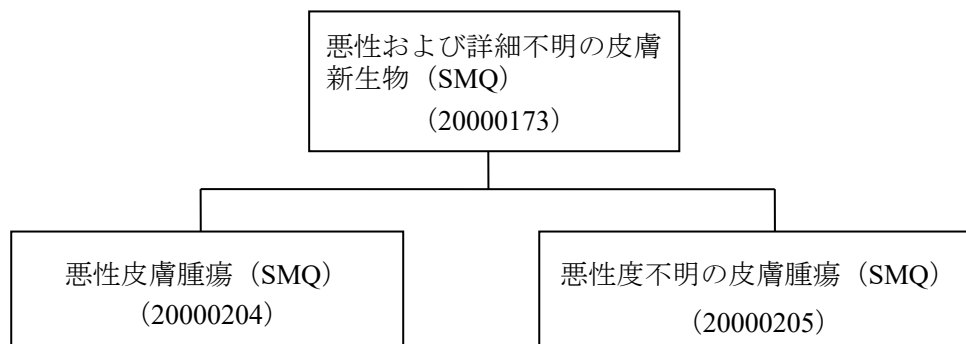 悪性および詳細不明の皮膚
新生物（SMQ）
（20000173）
悪性皮膚腫瘍（SMQ）
（20000204）
悪性度不明の皮膚腫瘍（SMQ）
（20000205）